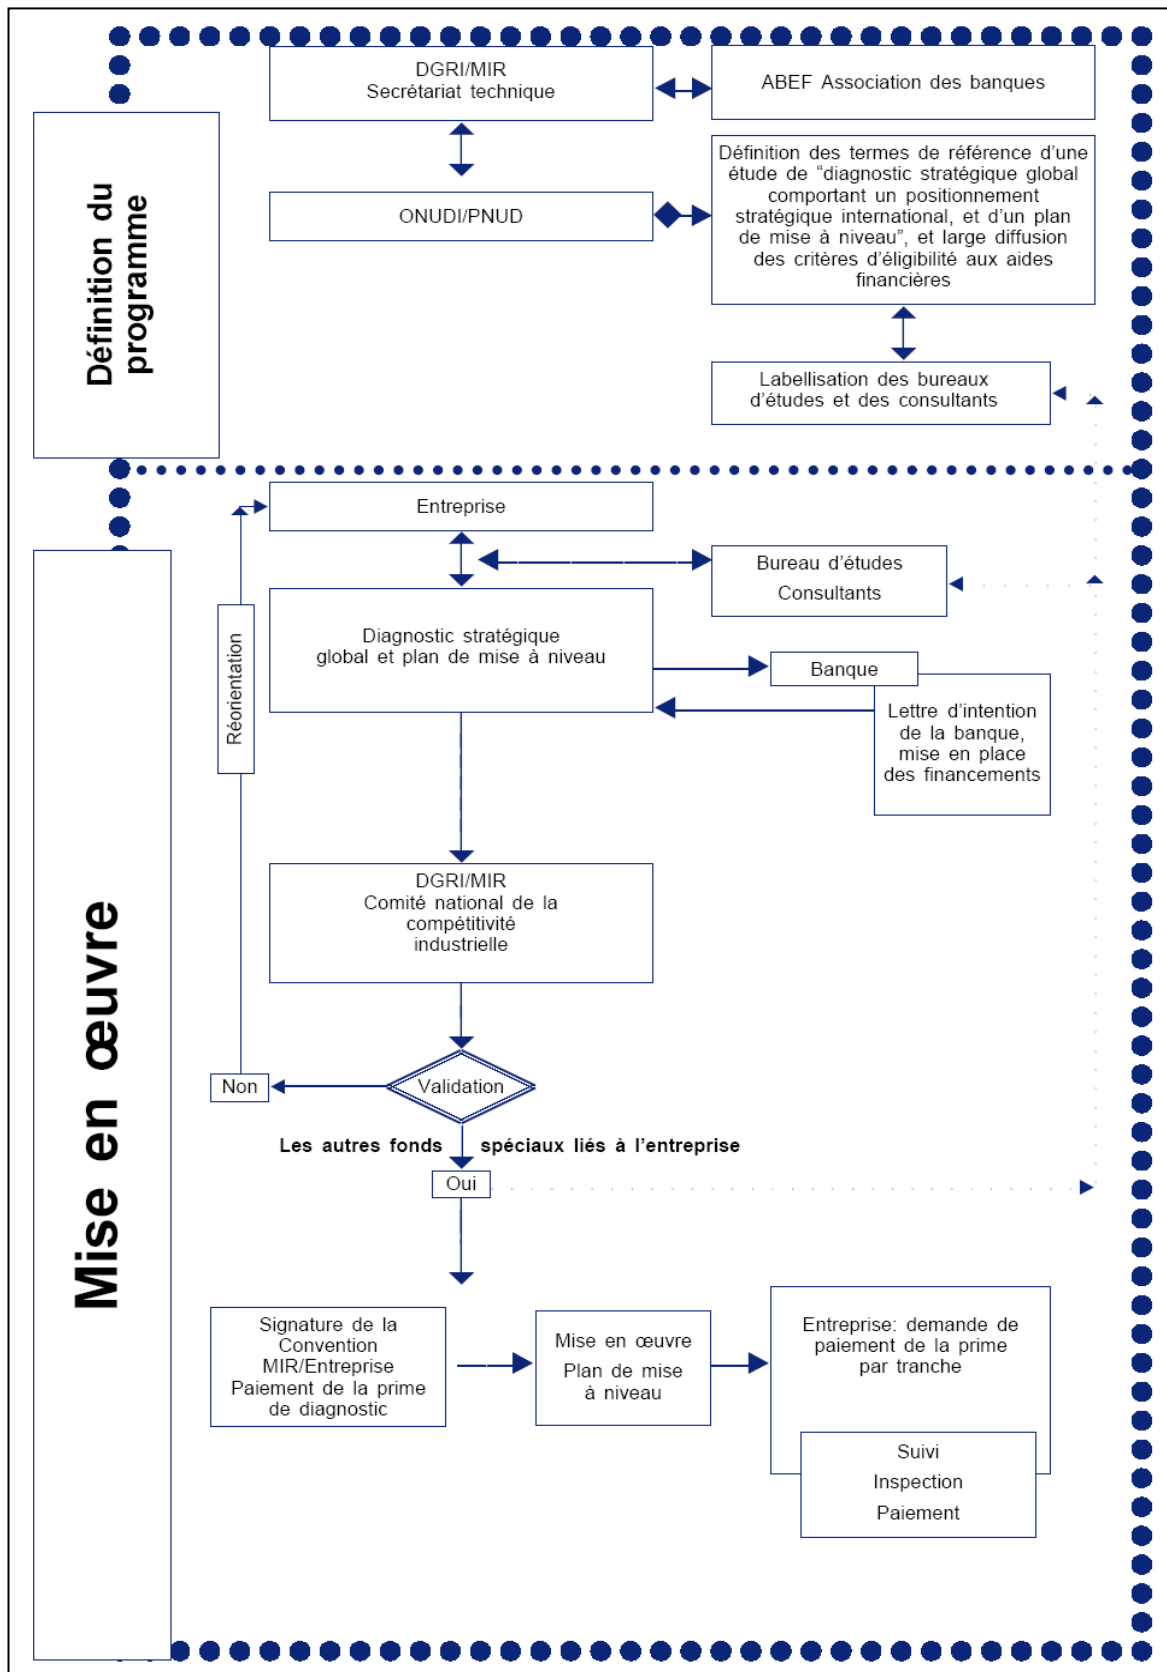 Définition du
programme
DGRI/MIR
Secrétariat technique
ABEF Association des banques
ONUDI/PNUD
Définition des termes de référence d'une
étude de “diagnostic stratégique global
comportant un positionnement
stratégique international, et d'un plan
de mise à niveau”, et large diffusion
des critères d'éligibilité aux aides
financières
Labellisation des bureaux
d'études et des consultants
Mise en œuvre
Entreprise
Bureau d'études
Consultants
Diagnostic stratégique
global et plan de mise à niveau
Banque
Lettre d'intention
de la banque,
mise en place
des financements
Réorientation
DGRI/MIR
Comité national de la
compétitivité
industrielle
Non
Validation
Les autres fonds spéciaux liés à l'entreprise
Oui
Signature de la
Convention
MIR/Entreprise
Paiement de la prime
de diagnostic
Mise en œuvre
Plan de mise
à niveau
Entreprise: demande de
paiement de la prime
par tranche
Suivi
Inspection
Paiement